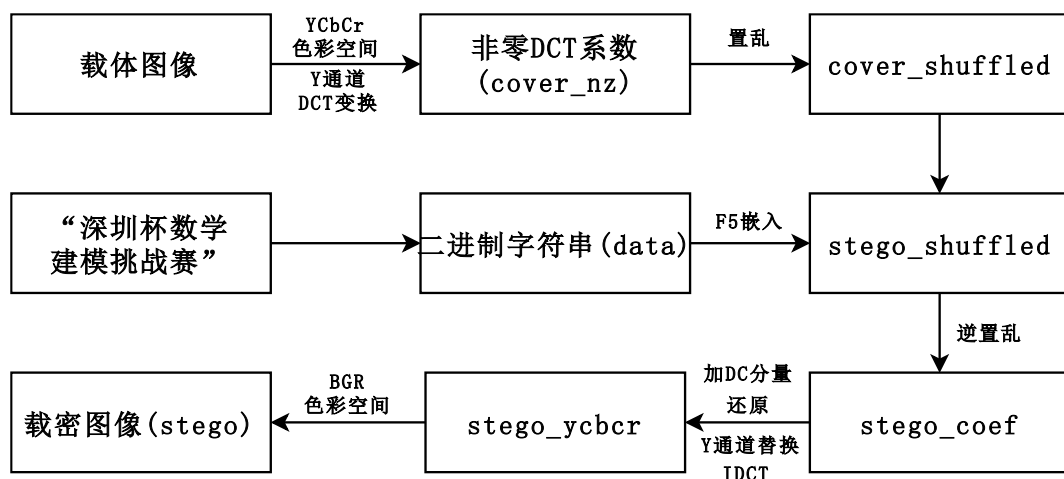 载体图像
YCbCr
色彩空间
Y通道
DCT变换
非零DCT系数
(cover_nz)
置乱
cover_shuffled
“深圳杯数学
建模挑战赛”
二进制字符串(data)
F5嵌入
stego_shuffled
逆置乱
载密图像(stego)
BGR
色彩空间
stego_ycbcr
加DC分量
还原
Y通道替换
IDCT
stego_coef